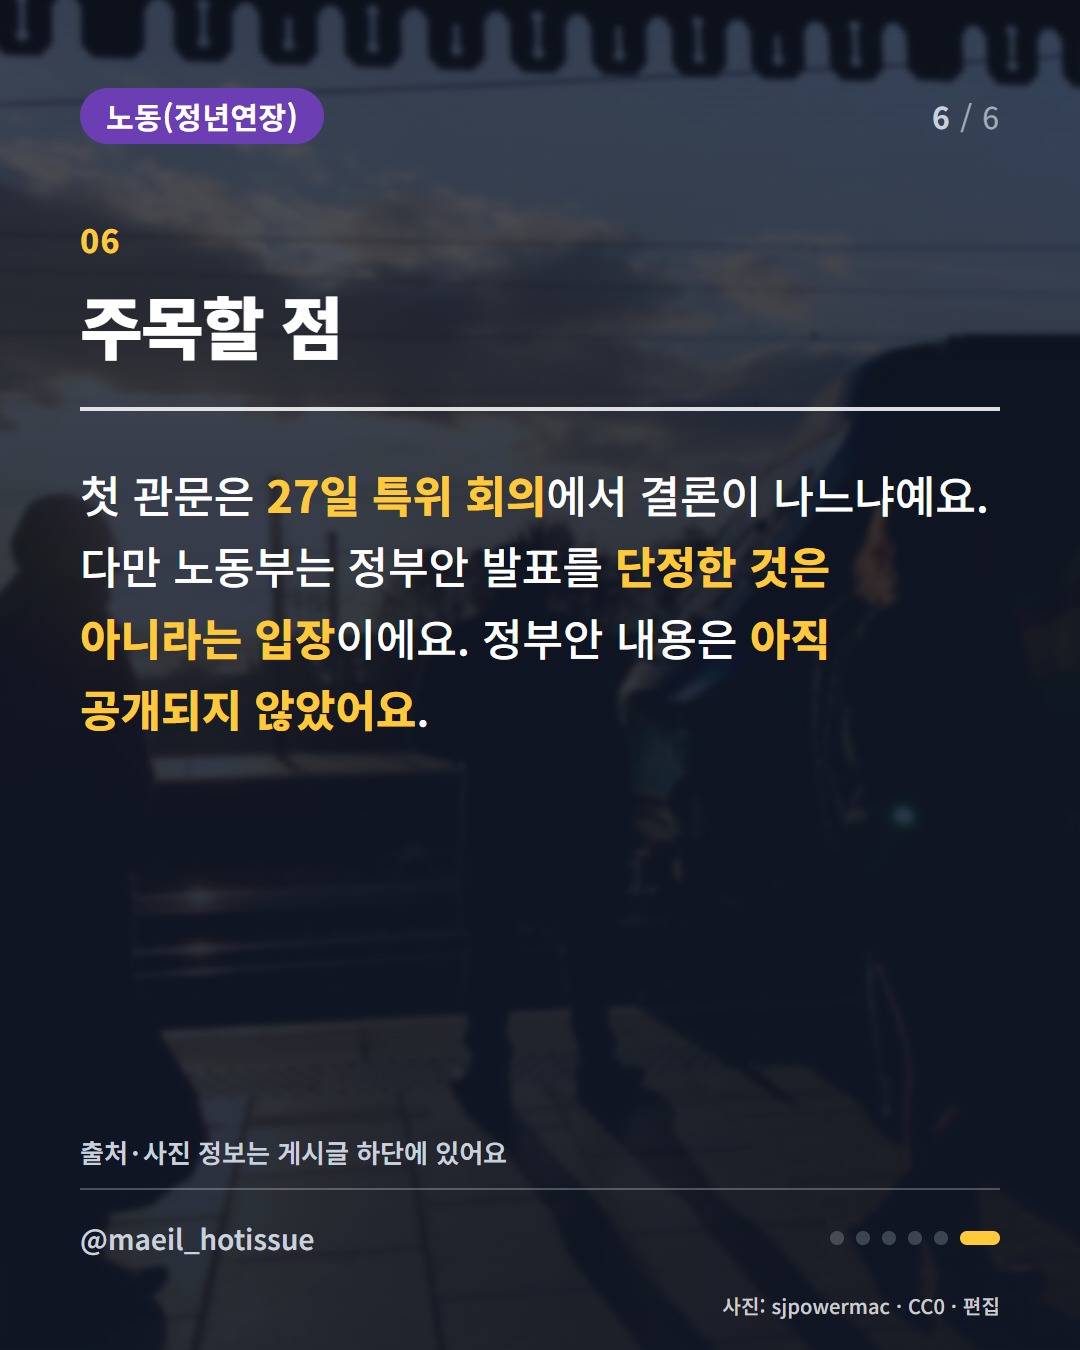 노동(정년연장)
6 / 6
06
주목할 점
첫 관문은 27일 특위 회의에서 결론이 나느냐예요.
다만 노동부는 정부안 발표를 단정한 것은
아니라는 입장이에요. 정부안 내용은 아직
공개되지 않았어요.
출처·사진 정보는 게시글 하단에 있어요
@maeil_hotissue
사진: sjpowermac · CC0 · 편집